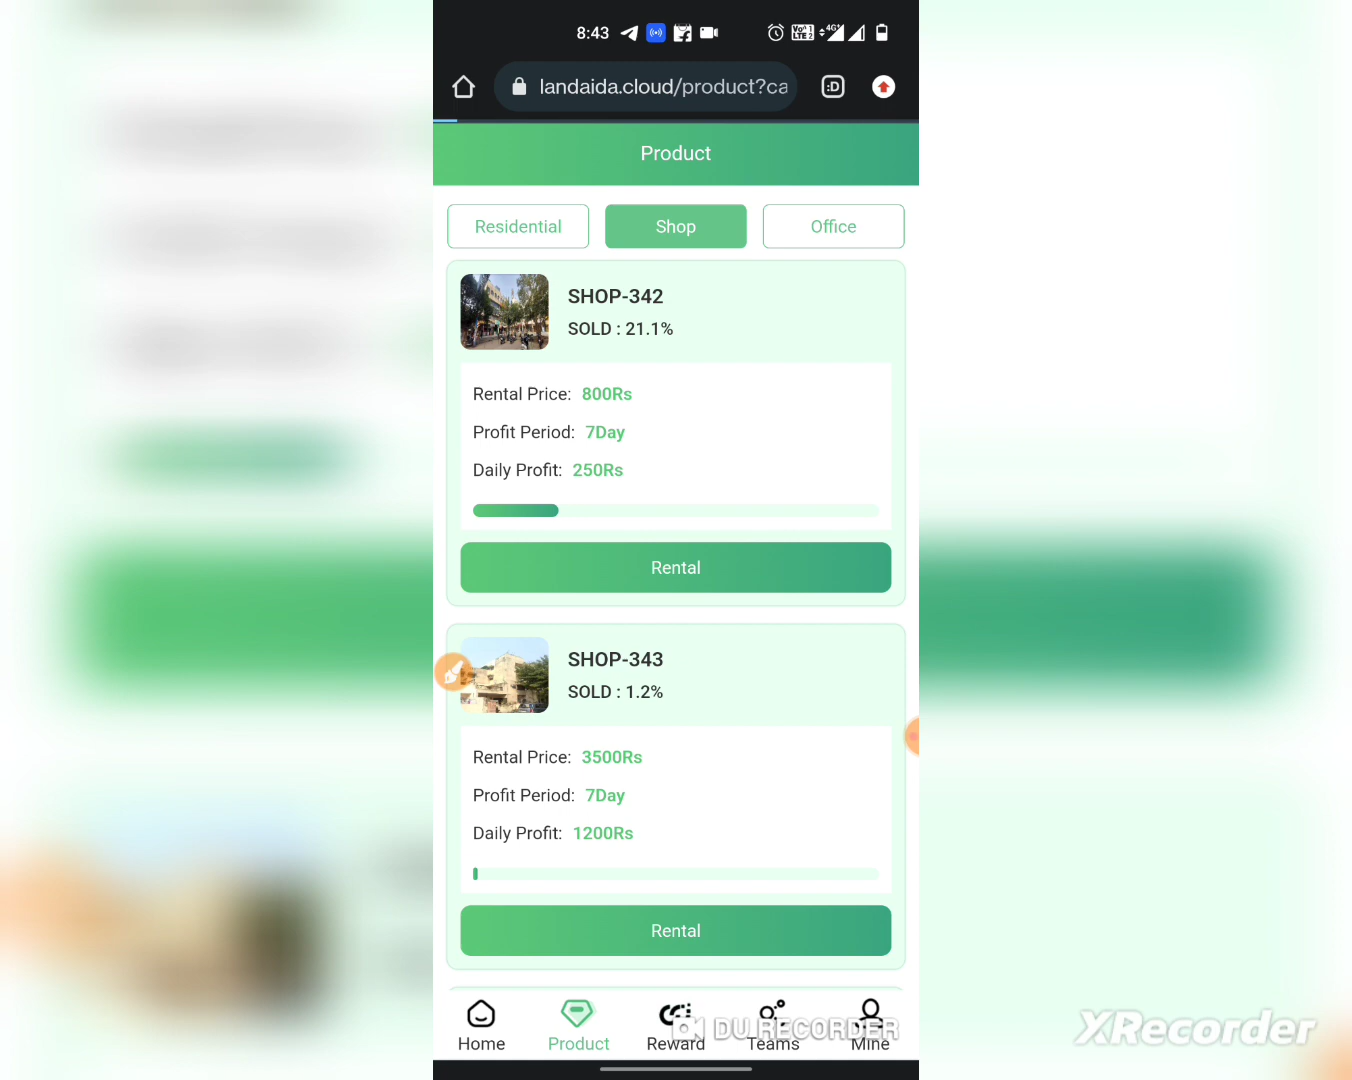 8:43
4G+
landaida.cloud/product?ca
:D
Product
Residential
Shop
Office
SHOP-342
SOLD : 21.1%
Rental Price: 800Rs
Profit Period: 7Day
Daily Profit: 250Rs
Rental
SHOP-343
SOLD : 1.2%
Rental Price: 3500Rs
Profit Period: 7Day
Daily Profit: 1200Rs
Rental
Home
Product
Reward
Teams
Mine
DU RECORDER
XRecorder